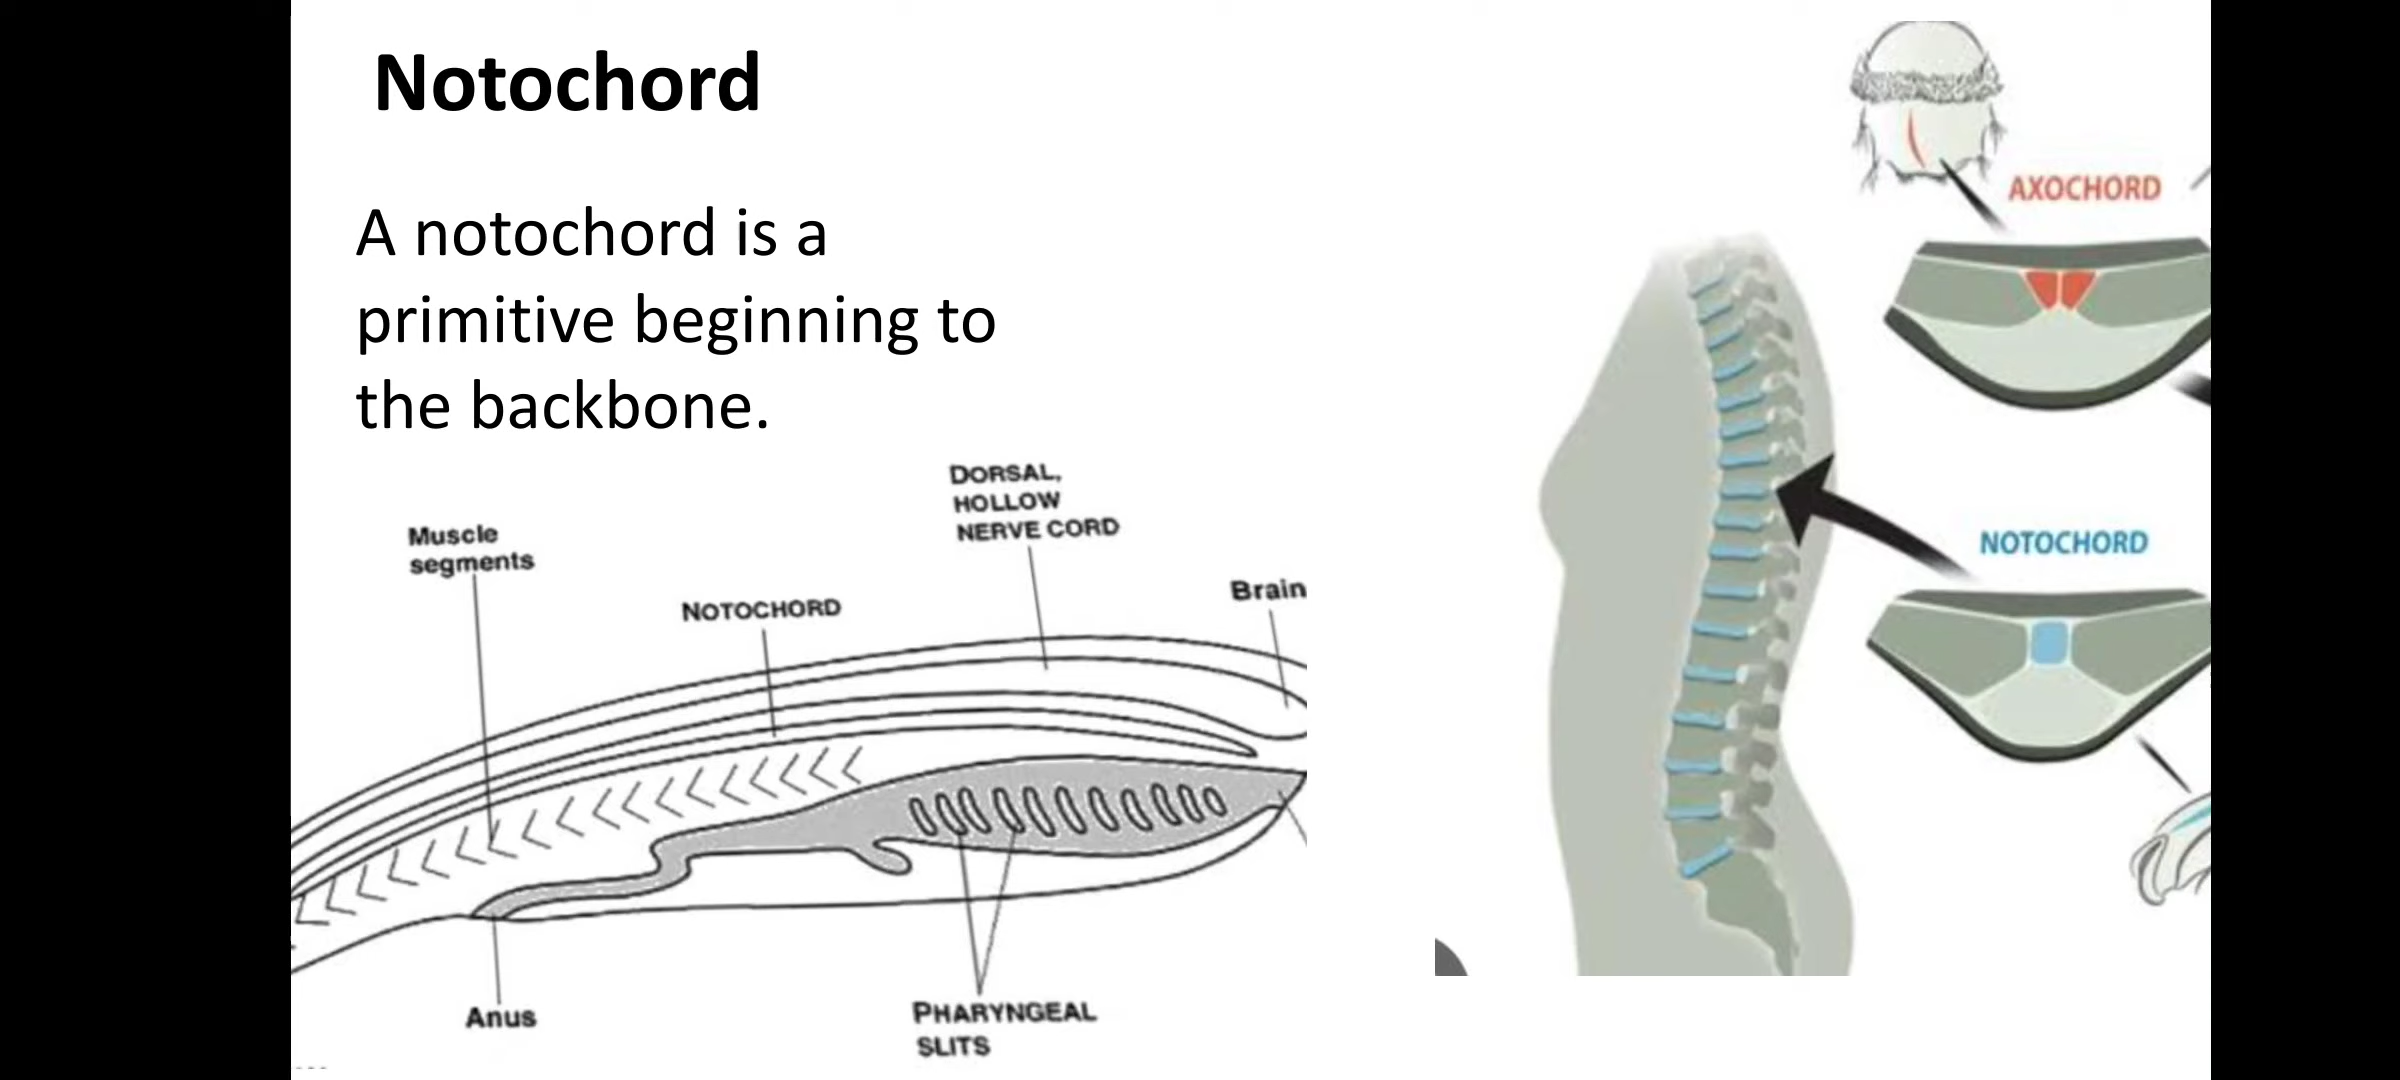 Notochord
A notochord is a
primitive beginning to
the backbone.
DORSAL,
HOLLOW
NERVE CORD
Muscle
segments
NOTOCHORD
Brain
Anus
PHARYNGEAL
SLITS
AXOCHORD
NOTOCHORD